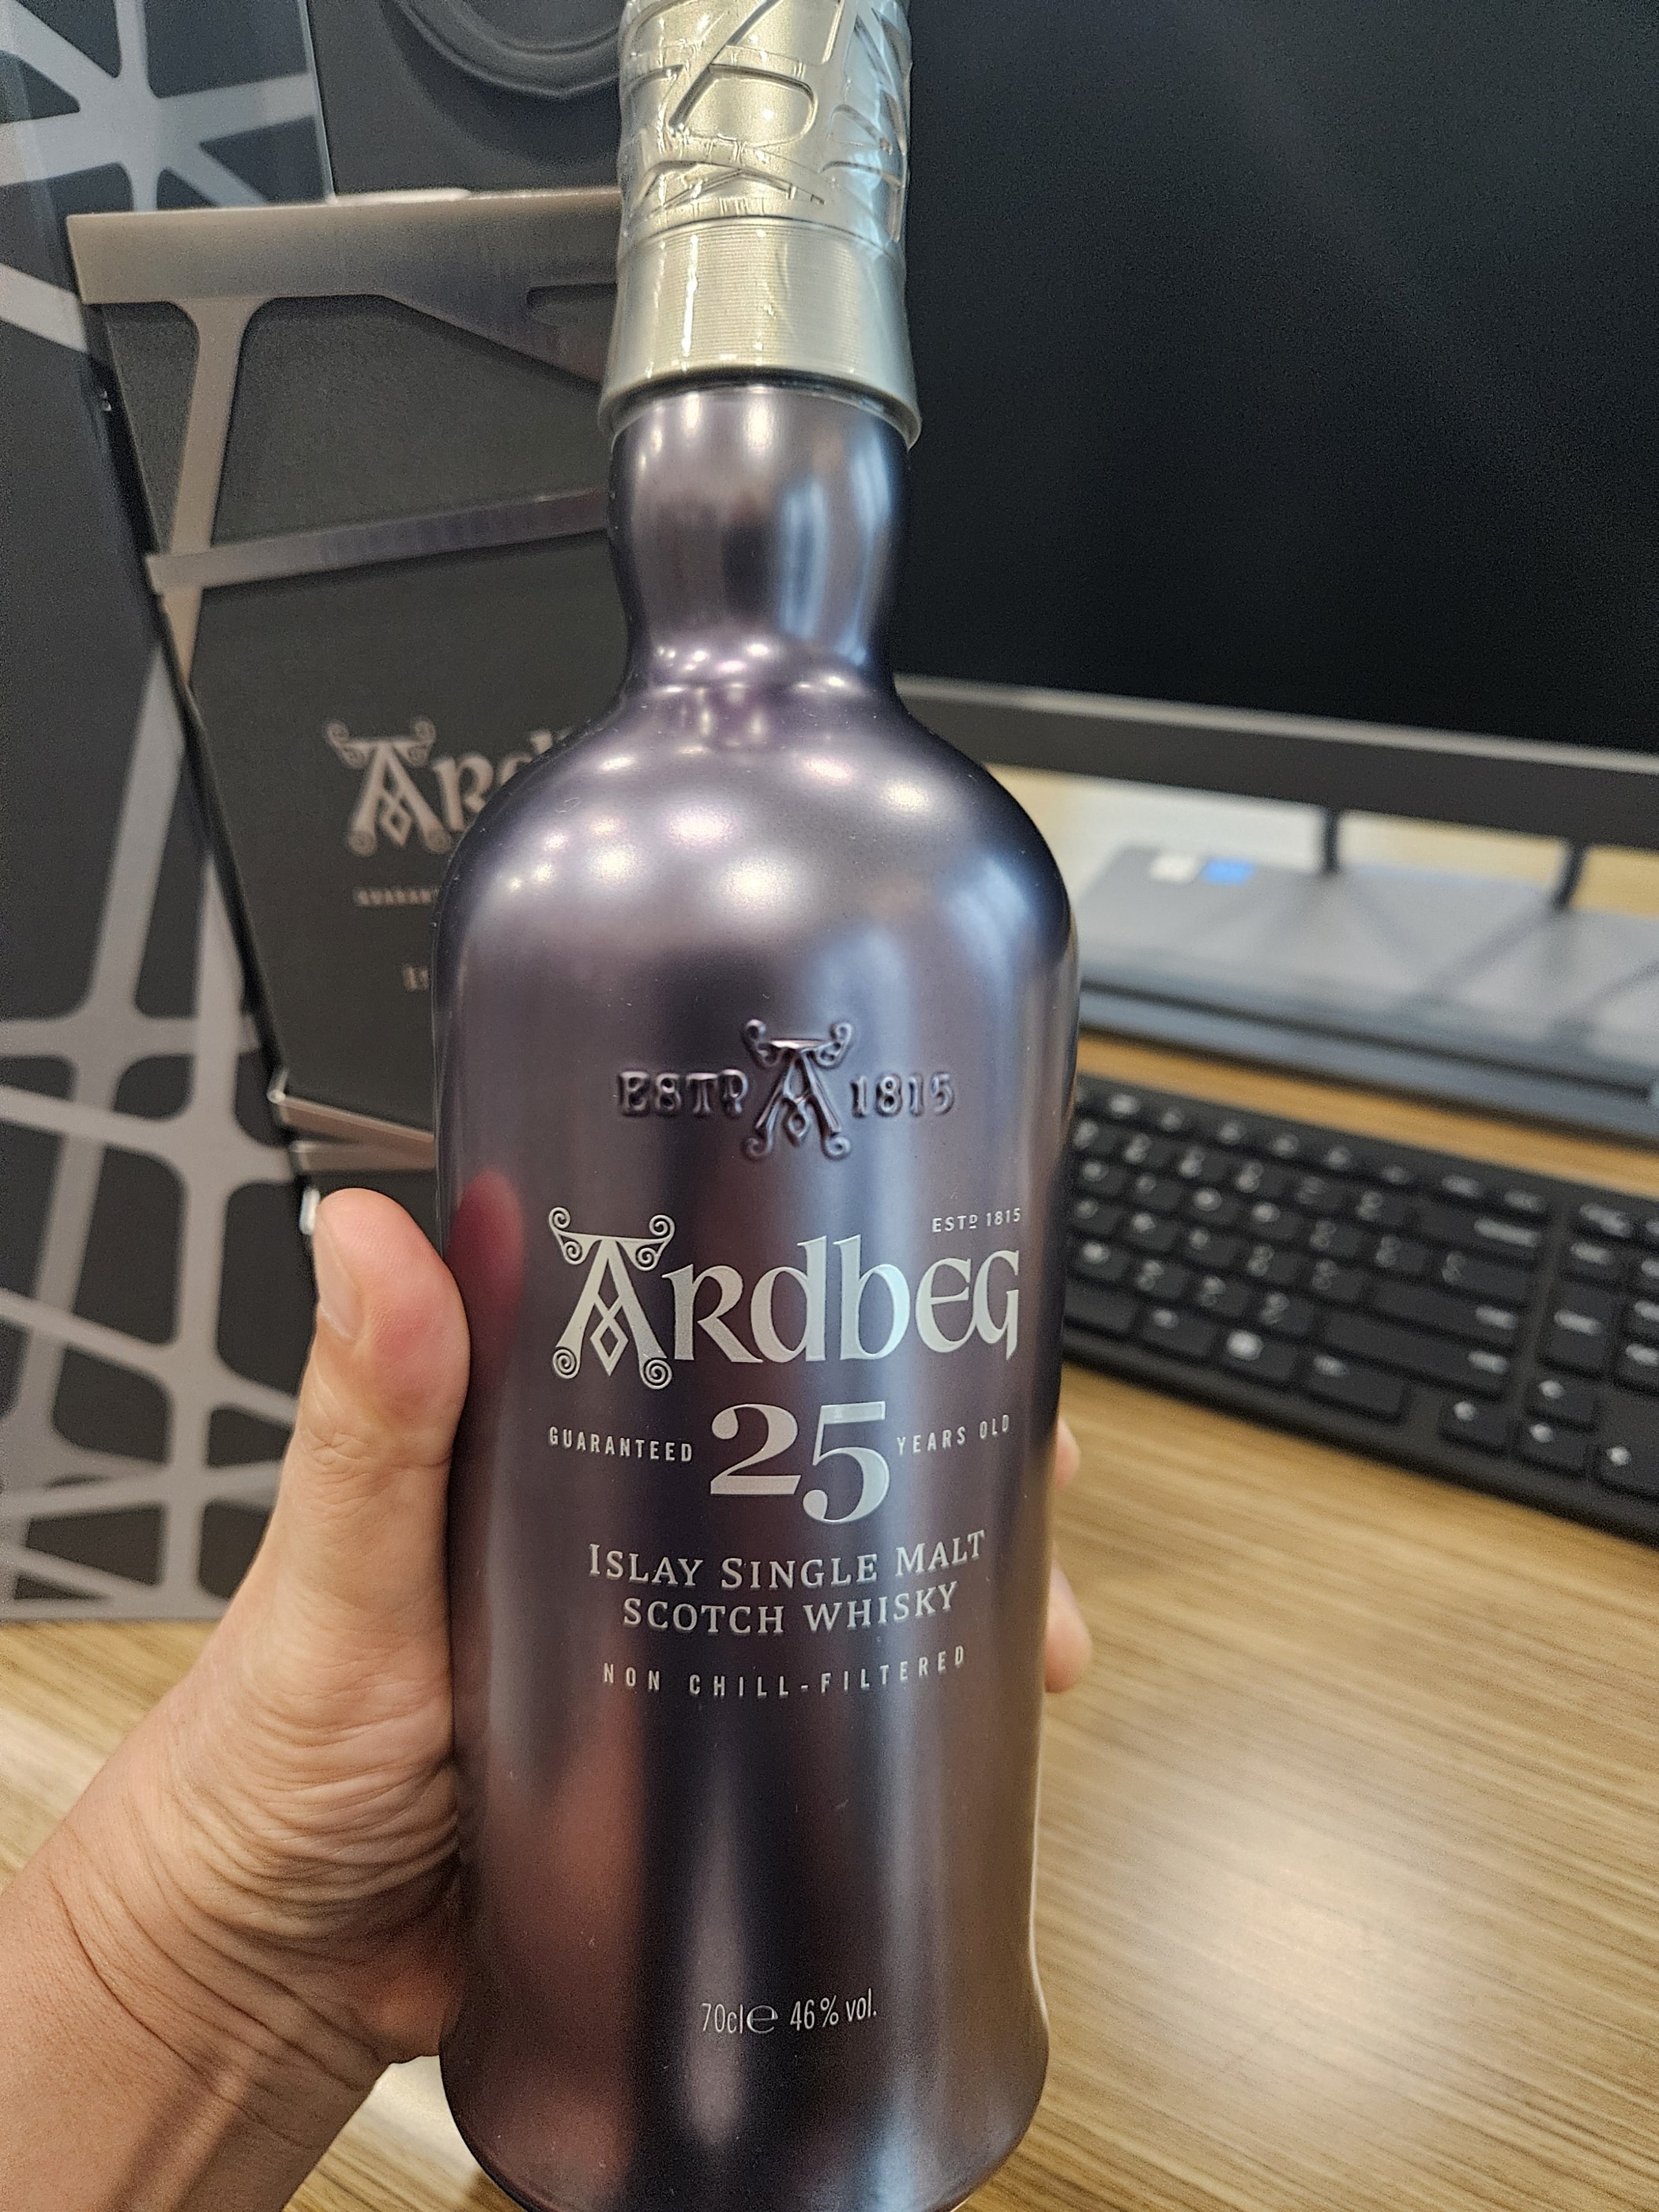 ESTD A 1815
ESTD 1815
ARdbEG
GUARANTEED 25 YEARS OLD
ISLAY SINGLE MALT
SCOTCH WHISKY
NON CHILL-FILTERED
70cl e 46% vol.